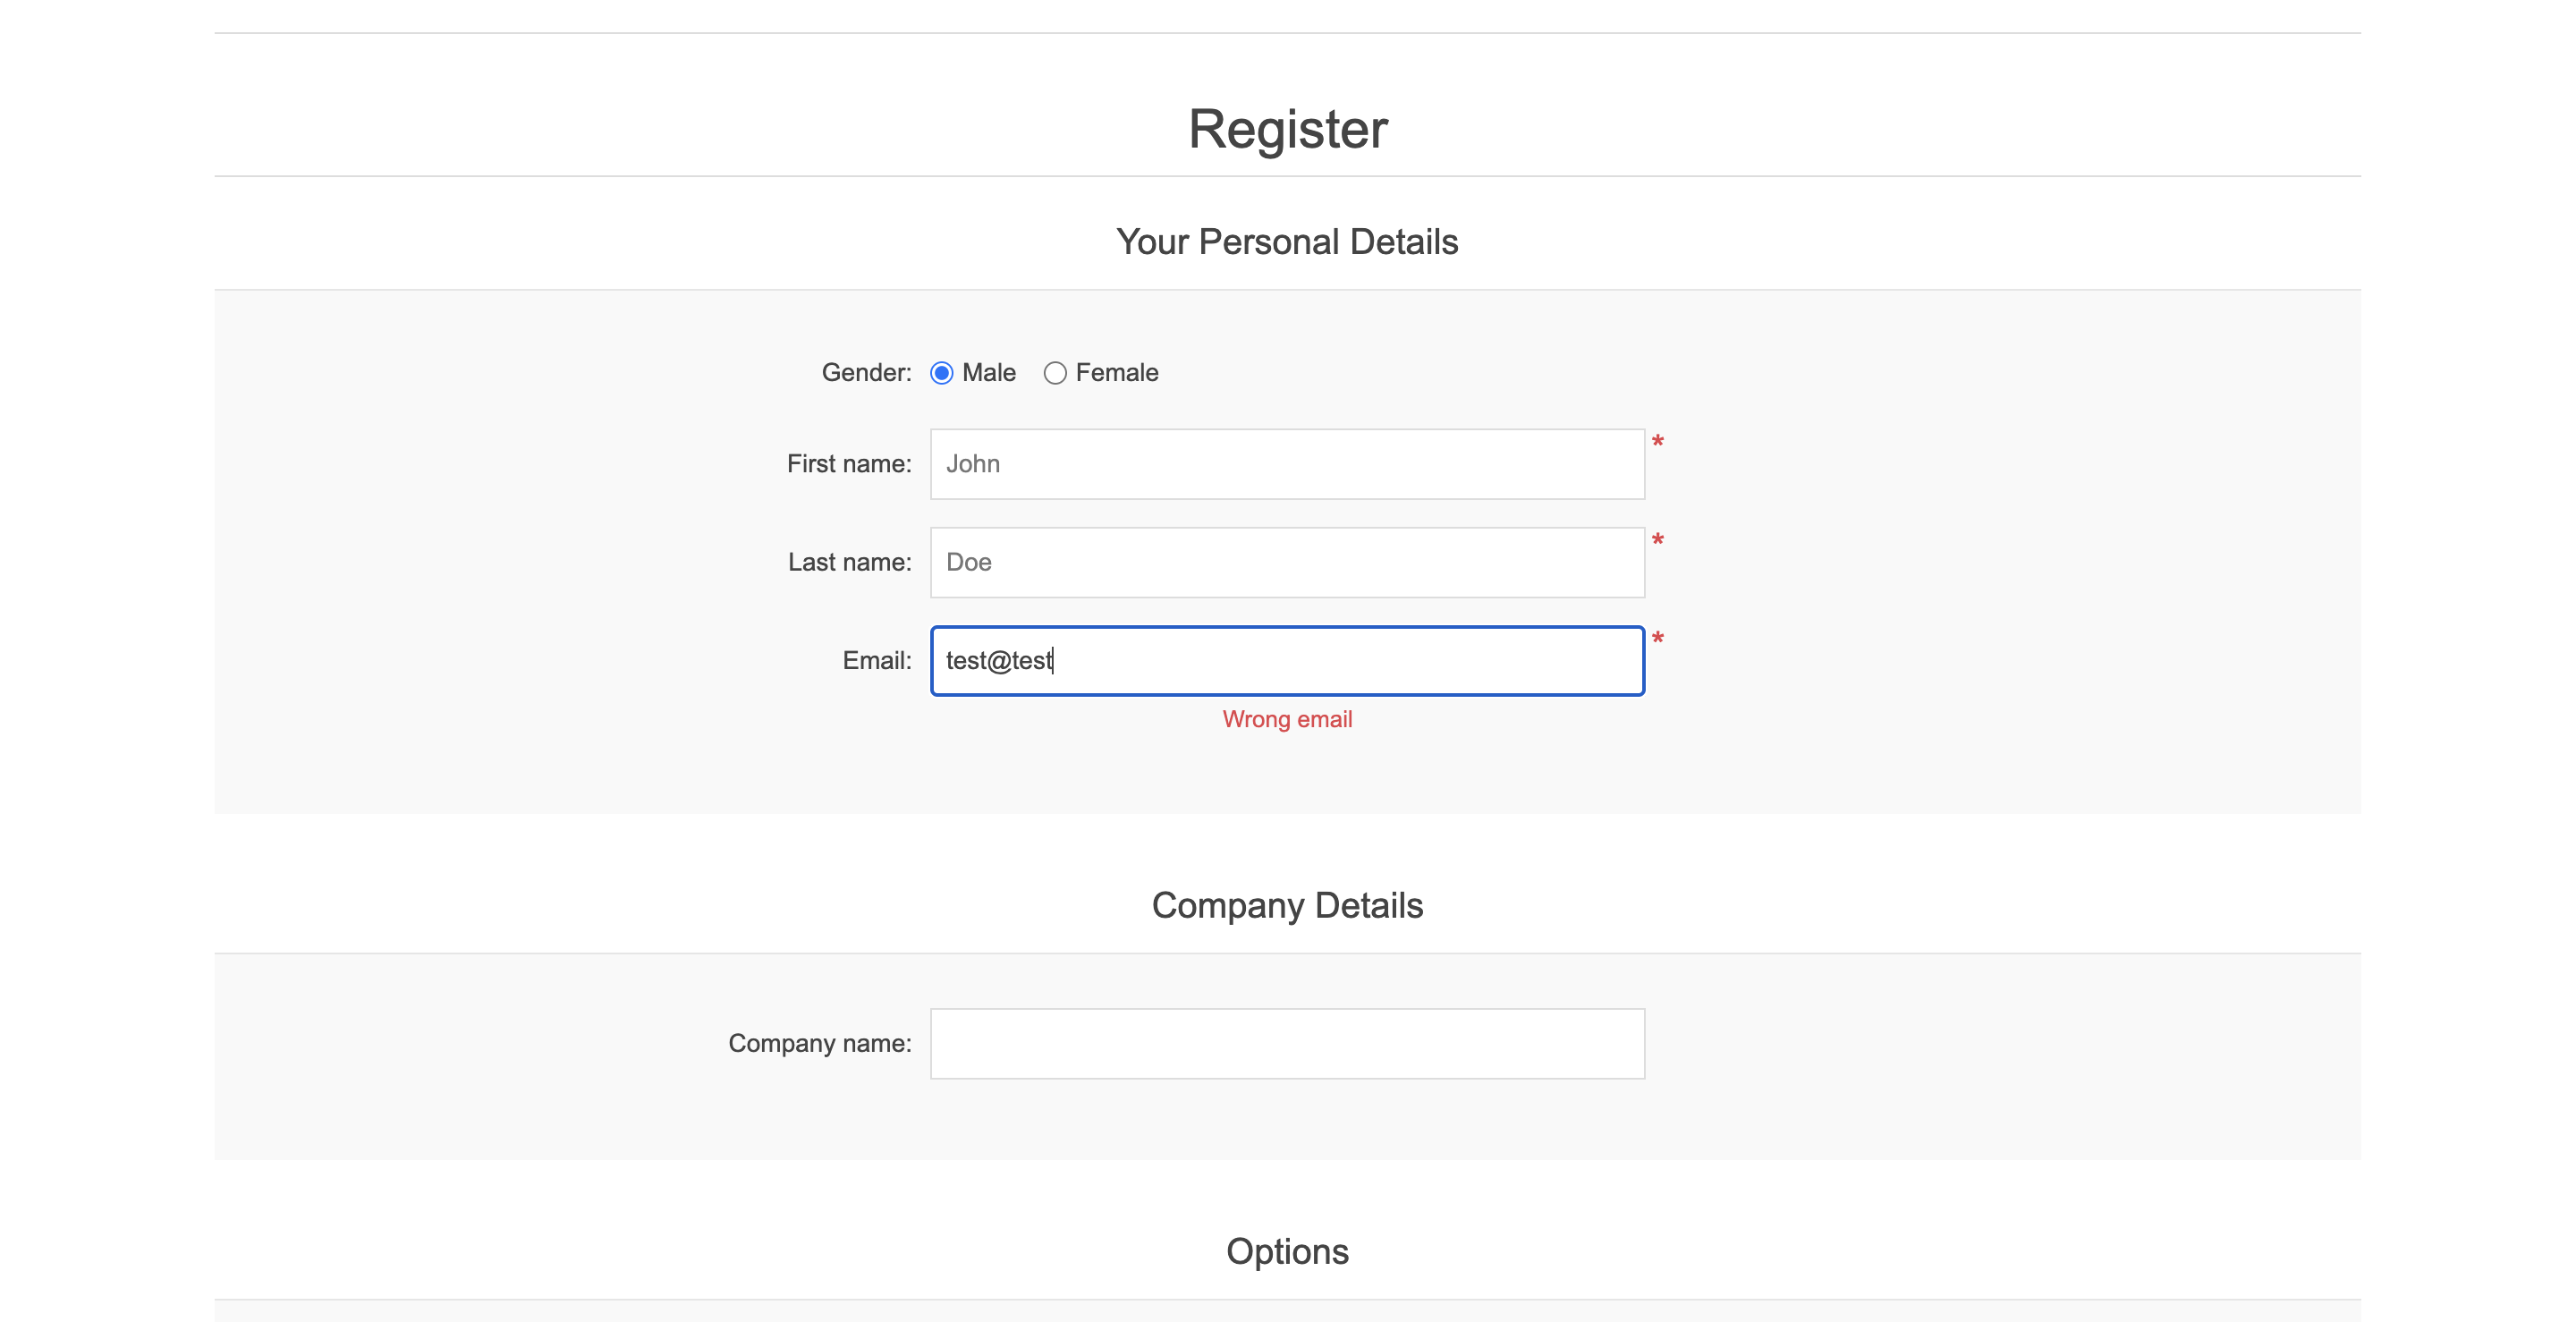 Register
Your Personal Details
Gender: Male Female
First name: John *
Last name: Doe *
Email: test@test *
Wrong email
Company Details
Company name:
Options